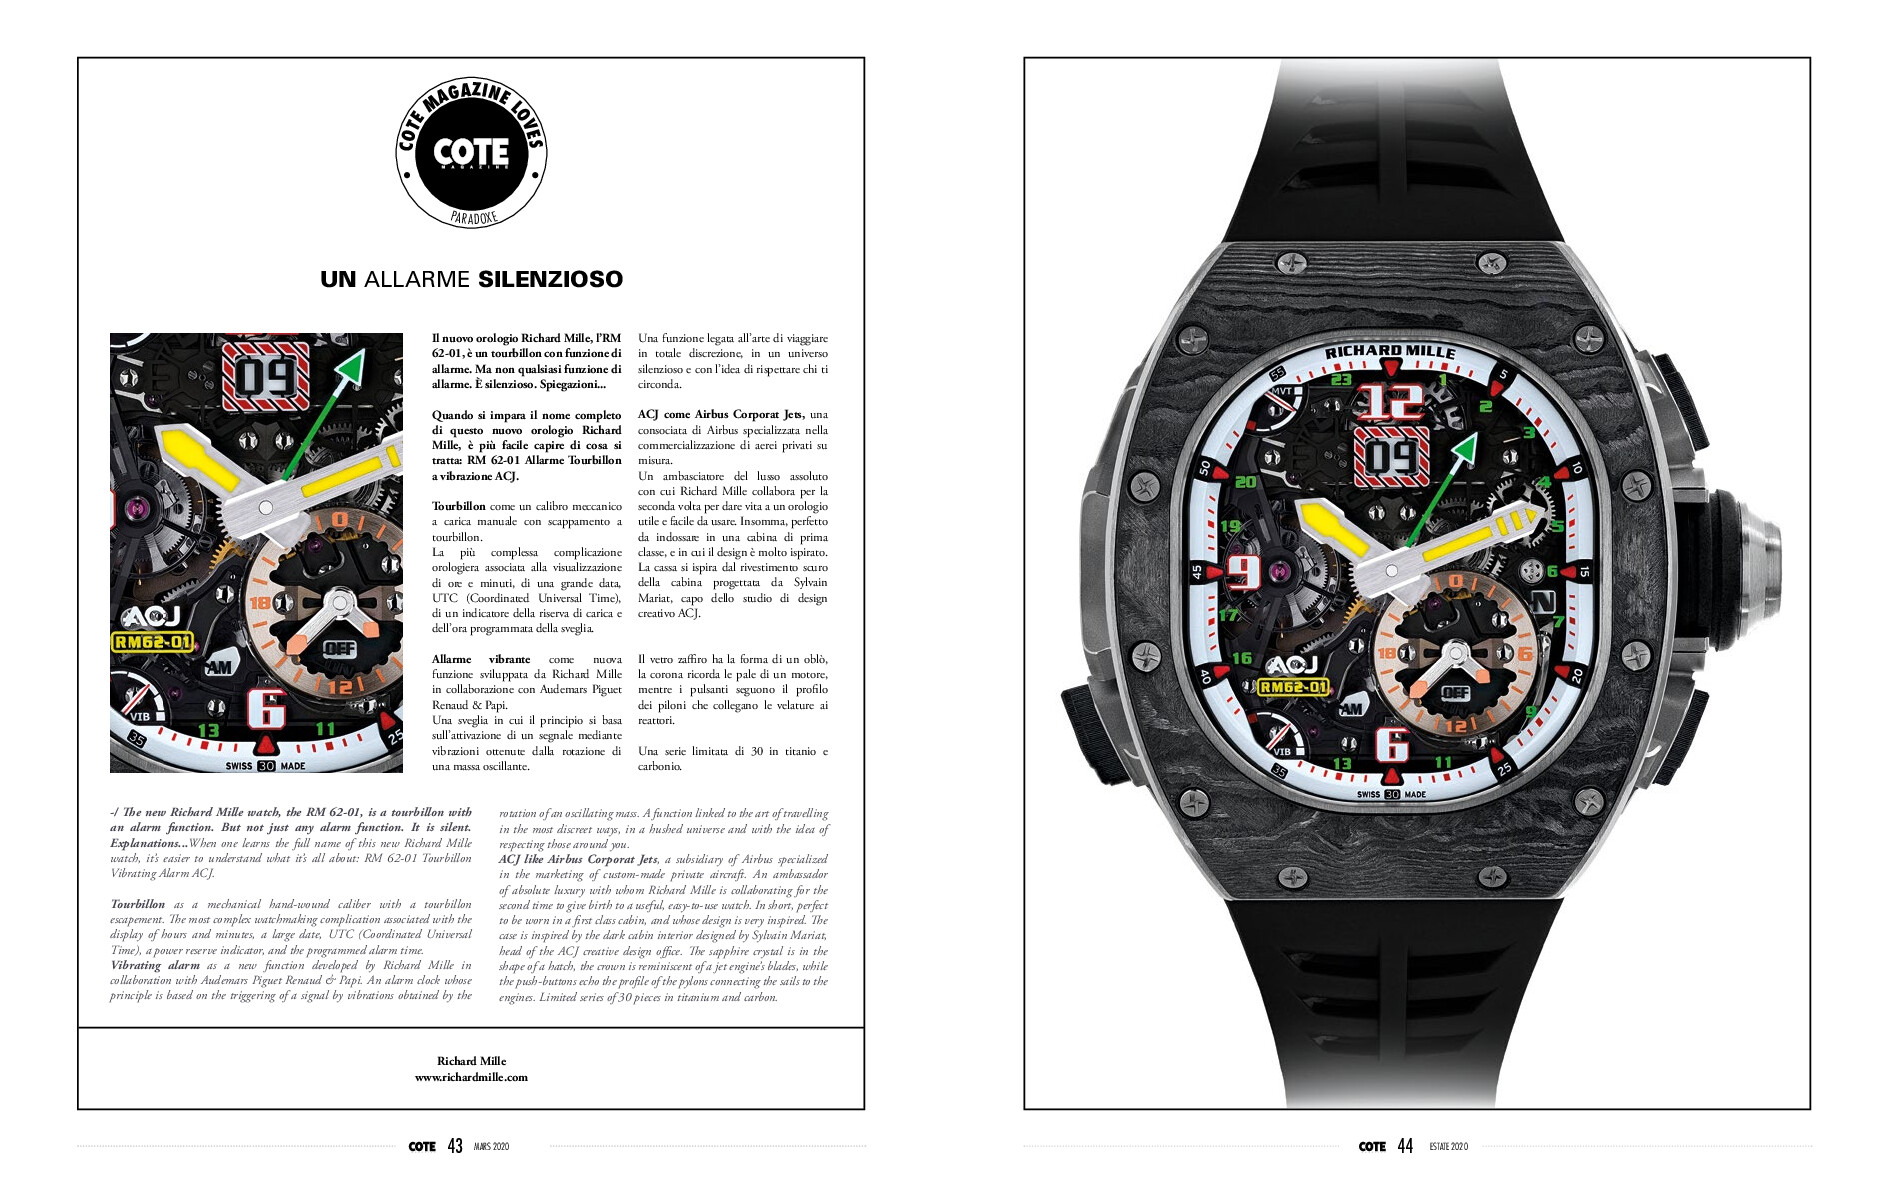 COTE MAGAZINE LOVES
COTE
MAGAZINE
PARADOXE
UN ALLARME SILENZIOSO
09
0
18
ACJ
RM62-01
OFF
AM
12
6
VIB
13
11
35
25
SWISS 30 MADE
Il nuovo orologio Richard Mille, l'RM
62-01, è un tourbillon con funzione di
allarme. Ma non qualsiasi funzione di
allarme. È silenzioso. Spiegazioni...
Quando si impara il nome completo
di questo nuovo orologio Richard
Mille, è più facile capire di cosa si
tratta: RM 62-01 Allarme Tourbillon
a vibrazione ACJ.
Tourbillon come un calibro meccanico
a carica manuale con scappamento a
tourbillon.
La più complessa complicazione
orologiera associata alla visualizzazione
di ore e minuti, di una grande data,
UTC (Coordinated Universal Time),
di un indicatore della riserva di carica e
dell'ora programmata della sveglia.
Allarme vibrante come nuova
funzione sviluppata da Richard Mille
in collaborazione con Audemars Piguet
Renaud & Papi.
Una sveglia in cui il principio si basa
sull'attivazione di un segnale mediante
vibrazioni ottenute dalla rotazione di
una massa oscillante.
Una funzione legata all'arte di viaggiare
in totale discrezione, in un universo
silenzioso e con l'idea di rispettare chi ti
circonda.
ACJ come Airbus Corporat Jets, una
consociata di Airbus specializzata nella
commercializzazione di aerei privati su
misura.
Un ambasciatore del lusso assoluto
con cui Richard Mille collabora per la
seconda volta per dare vita a un orologio
utile e facile da usare. Insomma, perfetto
da indossare in una cabina di prima
classe, e in cui il design è molto ispirato.
La cassa si ispira dal rivestimento scuro
della cabina progettata da Sylvain
Mariat, capo dello studio di design
creativo ACJ.
Il vetro zaffiro ha la forma di un oblò,
la corona ricorda le pale di un motore,
mentre i pulsanti seguono il profilo
dei piloni che collegano le velature ai
reattori.
Una serie limitata di 30 in titanio e
carbonio.
-/ The new Richard Mille watch, the RM 62-01, is a tourbillon with
an alarm function. But not just any alarm function. It is silent.
Explanations...When one learns the full name of this new Richard Mille
watch, it's easier to understand what it's all about: RM 62-01 Tourbillon
Vibrating Alarm ACJ.
Tourbillon as a mechanical hand-wound caliber with a tourbillon
escapement. The most complex watchmaking complication associated with the
display of hours and minutes, a large date, UTC (Coordinated Universal
Time), a power reserve indicator, and the programmed alarm time.
Vibrating alarm as a new function developed by Richard Mille in
collaboration with Audemars Piguet Renaud & Papi. An alarm clock whose
principle is based on the triggering of a signal by vibrations obtained by the
rotation of an oscillating mass. A function linked to the art of travelling
in the most discreet ways, in a hushed universe and with the idea of
respecting those around you.
ACJ like Airbus Corporat Jets, a subsidiary of Airbus specialized
in the marketing of custom-made private aircraft. An ambassador
of absolute luxury with whom Richard Mille is collaborating for the
second time to give birth to a useful, easy-to-use watch. In short, perfect
to be worn in a first class cabin, and whose design is very inspired. The
case is inspired by the dark cabin interior designed by Sylvain Mariat,
head of the ACJ creative design office. The sapphire crystal is in the
shape of a hatch, the crown is reminiscent of a jet engine's blades, while
the push-buttons echo the profile of the pylons connecting the sails to the
engines. Limited series of 30 pieces in titanium and carbon.
Richard Mille
www.richardmille.com
COTE 43 MARS 2020
RICHARD MILLE
55
23
1
5
MVT
12
2
3
09
50
20
4
10
19
5
45
9
6
15
0
N
17
7
16
ACJ
6
40
RM62-01
OFF
20
AM
12
9
6
VIB
13
11
35
25
SWISS 30 MADE
COTE 44 ESTATE 2020